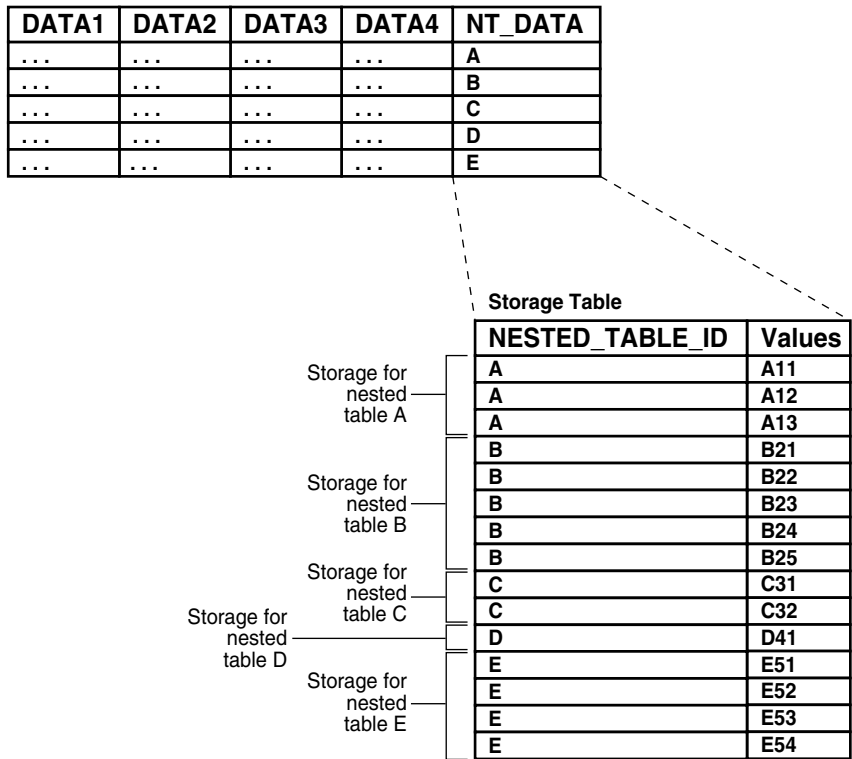 DATA1 DATA2 DATA3 DATA4 NT_DATA
... ... ... ... A
... ... ... ... B
... ... ... ... C
... ... ... ... D
... ... ... ... E
Storage Table
NESTED_TABLE_ID Values
A A11
A A12
A A13
B B21
B B22
B B23
B B24
B B25
C C31
C C32
D D41
E E51
E E52
E E53
E E54
Storage for
nested
table A
Storage for
nested
table B
Storage for
nested
table C
Storage for
nested
table D
Storage for
nested
table E